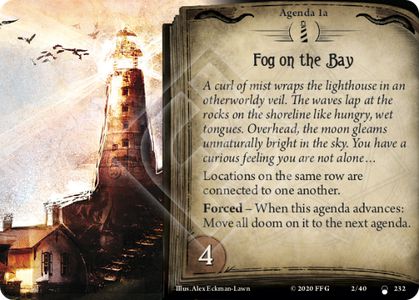 Agenda 1a
Fog on the Bay
A curl of mist wraps the lighthouse in an
otherworldly veil. The waves lap at the
rocks on the shoreline like hungry, wet
tongues. Overhead, the moon gleams
unnaturally bright in the sky. You have a
curious feeling you are not alone…
Locations on the same row are
connected to one another.
Forced – When this agenda advances:
Move all doom on it to the next agenda.
4
Illus. Alex Eckman-Lawn
© 2020 FFG
2/40
232